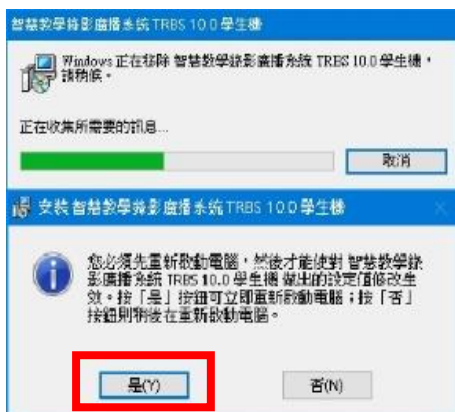 智慧教學錄影廣播系統 TRBS 10.0 學生機
Windows 正在移除 智慧教學錄影廣播系統 TRBS 10.0 學生機，
請稍候。
正在收集所需要的訊息...
取消
安裝 智慧教學錄影廣播系統 TRBS 10.0 學生機
您必須先重新啟動電腦，然後才能使對 智慧教學錄
影廣播系統 TRBS 10.0 學生機 做出的設定值修改生
效。按「是」按鈕可立即重新啟動電腦；按「否」
按鈕則稍後在重新啟動電腦。
是(Y)
否(N)